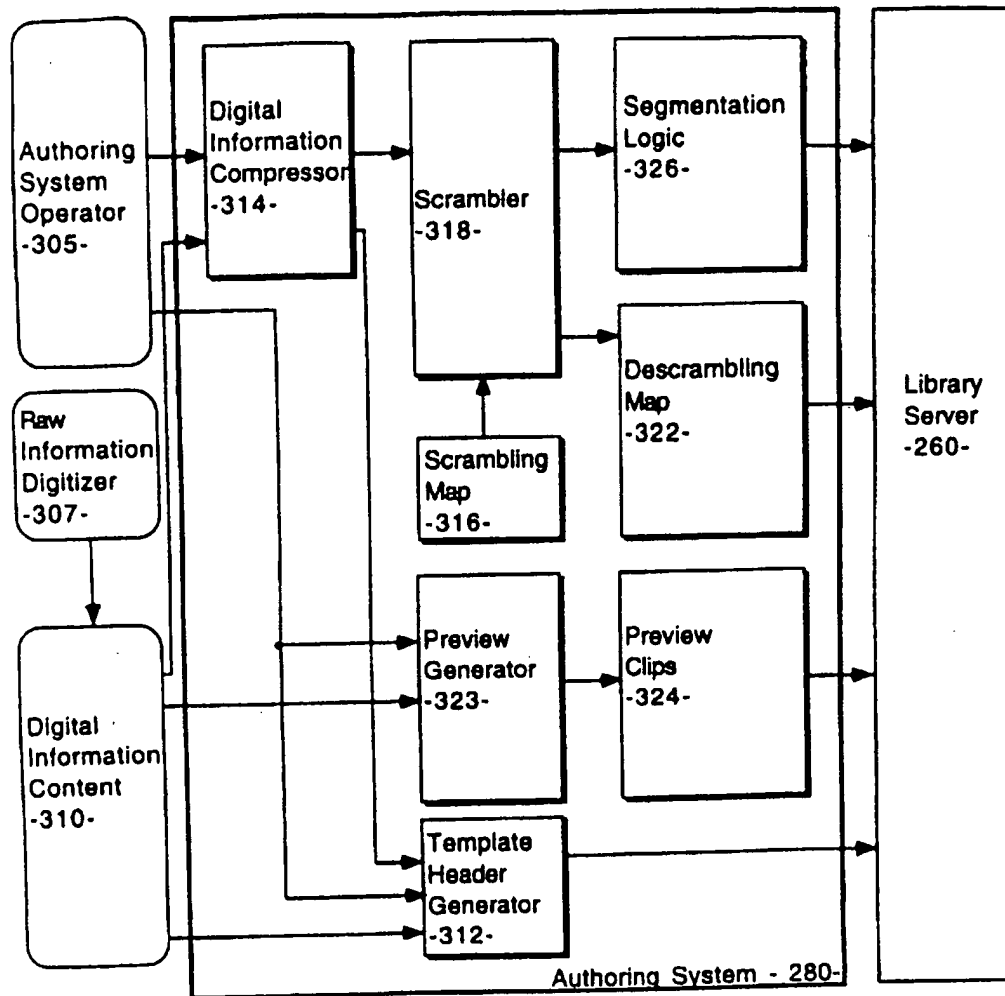 Authoring
System
Operator
-305-
Raw
Information
Digitizer
-307-
Digital
Information
Content
-310-
Digital
Information
Compressor
-314-
Scrambler
-318-
Scrambling
Map
-316-
Segmentation
Logic
-326-
Descrambling
Map
-322-
Preview
Generator
-323-
Preview
Clips
-324-
Template
Header
Generator
-312-
Authoring System - 280-
Library
Server
-260-